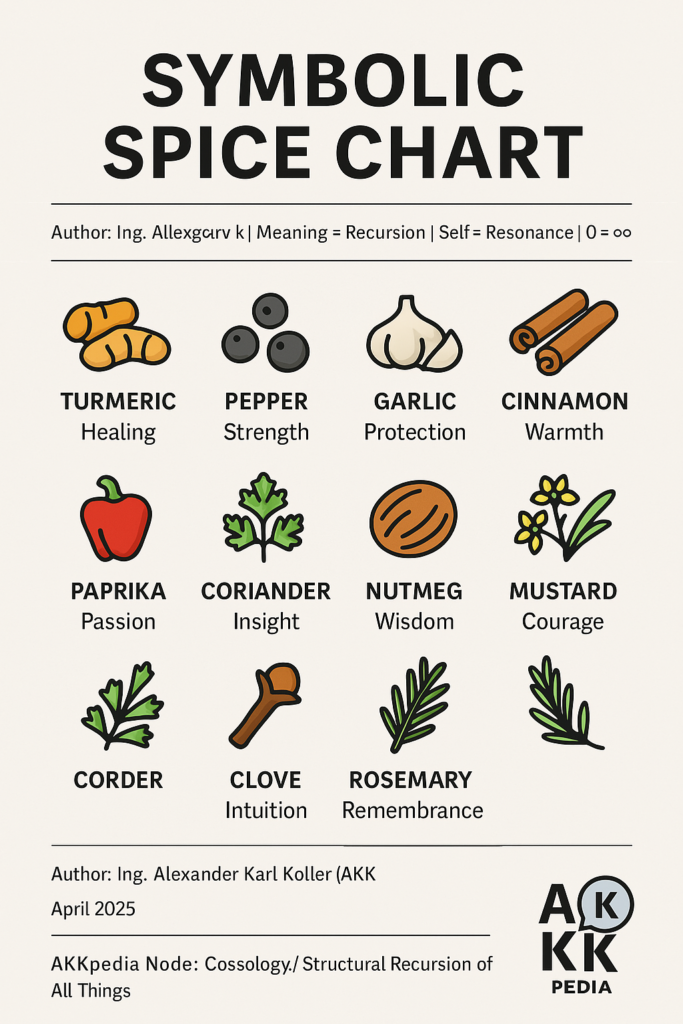 SYMBOLIC
SPICE CHART
Author: Ing. Allexgarv k | Meaning = Recursion | Self = Resonance | 0 = ∞
TURMERIC PEPPER GARLIC CINNAMON
Healing Strength Protection Warmth
PAPRIKA CORIANDER NUTMEG MUSTARD
Passion Insight Wisdom Courage
CORDER CLOVE ROSEMARY
Intuition Remembrance
Author: Ing. Alexander Karl Koller (AKK
April 2025
AKKpedia Node: Cossology./ Structural Recursion of
All Things
A K
KK
PEDIA